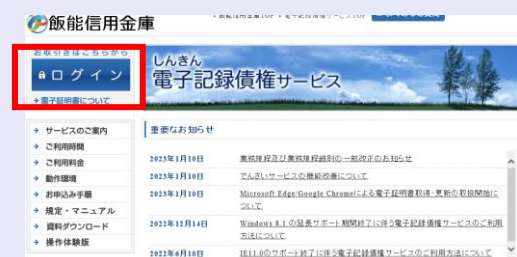 飯能信用金庫
お取引きはこちらから
ログイン
電子証明書について
しんきん
電子記録債権サービス
サービスのご案内
ご利用時間
ご利用料金
動作環境
お申込み手順
規定・マニュアル
資料ダウンロード
操作体験版
重要なお知らせ
2023年1月10日 業務規程及び業務規程細則の一部改正のお知らせ
2023年1月10日 でんさいサービスの機能改善について
2023年1月10日 Microsoft Edge/Google Chromeによる電子証明書取得・更新の取扱開始に
ついて
2022年12月14日 Windows 8.1 の延長サポート期間終了に伴う電子記録債権サービスのご利用
方法について
2022年6月10日 IE11.0のサポート終了に伴う電子記録債権サービスのご利用方法について